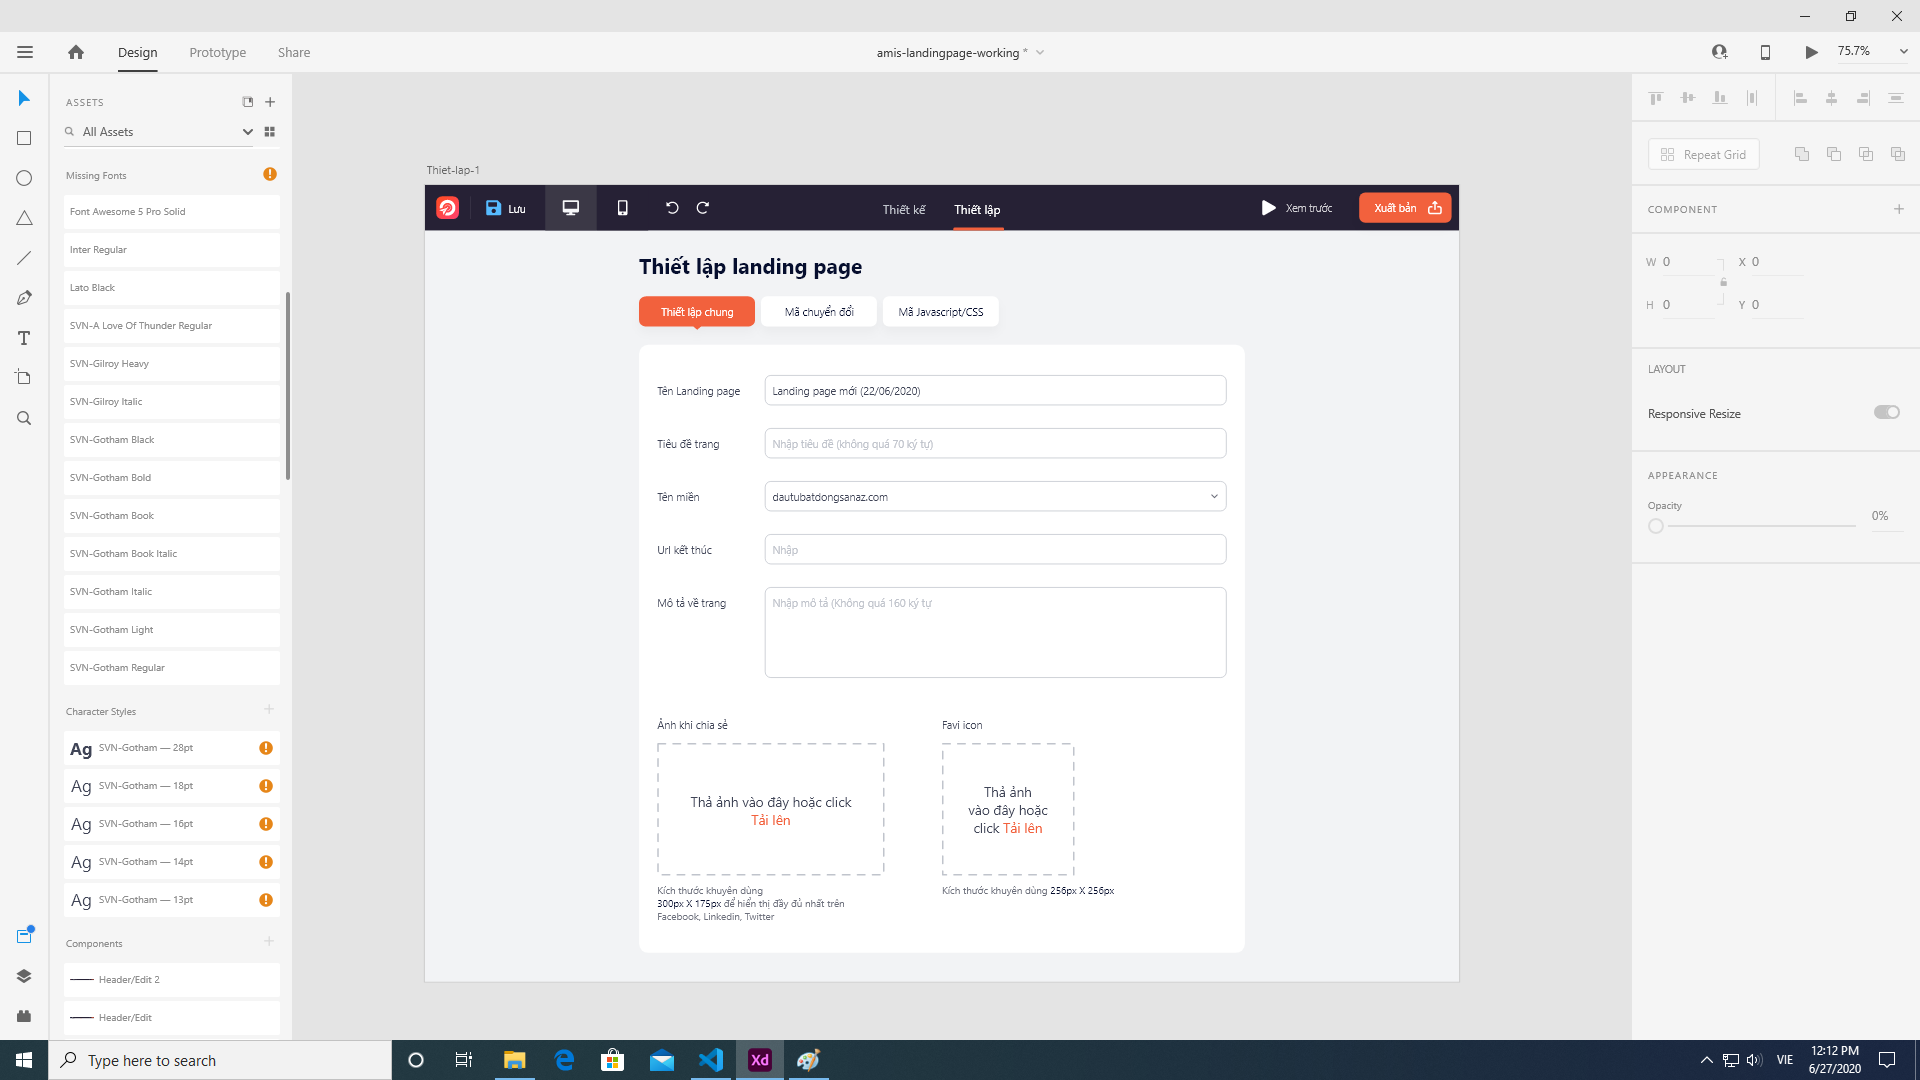 Design
Prototype
Share
amis-landingpage-working *
75.7%
ASSETS
All Assets
Missing Fonts
Font Awesome 5 Pro Solid
Inter Regular
Lato Black
SVN-A Love Of Thunder Regular
SVN-Gilroy Heavy
SVN-Gilroy Italic
SVN-Gotham Black
SVN-Gotham Bold
SVN-Gotham Book
SVN-Gotham Book Italic
SVN-Gotham Italic
SVN-Gotham Light
SVN-Gotham Regular
Character Styles
Ag SVN-Gotham — 28pt
Ag SVN-Gotham — 18pt
Ag SVN-Gotham — 16pt
Ag SVN-Gotham — 14pt
Ag SVN-Gotham — 13pt
Components
Header/Edit 2
Header/Edit
Thiet-lap-1
Lưu
Thiết kế
Thiết lập
Xem trước
Xuất bản
Thiết lập landing page
Thiết lập chung
Mã chuyển đổi
Mã Javascript/CSS
Tên Landing page
Landing page mới (22/06/2020)
Tiêu đề trang
Nhập tiêu đề (không quá 70 ký tự)
Tên miền
dautubatdongsanaz.com
Url kết thúc
Nhập
Mô tả về trang
Nhập mô tả (Không quá 160 ký tự
Ảnh khi chia sẻ
Thả ảnh vào đây hoặc click
Tải lên
Kích thước khuyên dùng
300px X 175px để hiển thị đầy đủ nhất trên
Facebook, Linkedin, Twitter
Favi icon
Thả ảnh
vào đây hoặc
click Tải lên
Kích thước khuyên dùng 256px X 256px
Repeat Grid
COMPONENT
W 0
X 0
H 0
Y 0
LAYOUT
Responsive Resize
APPEARANCE
Opacity
0%
Type here to search
Xd
VIE
12:12 PM
6/27/2020